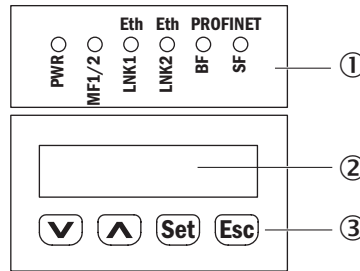 Eth Eth PROFINET
PWR MF1/2 LNK1 LNK2 BF SF
①
②
Set Esc
③